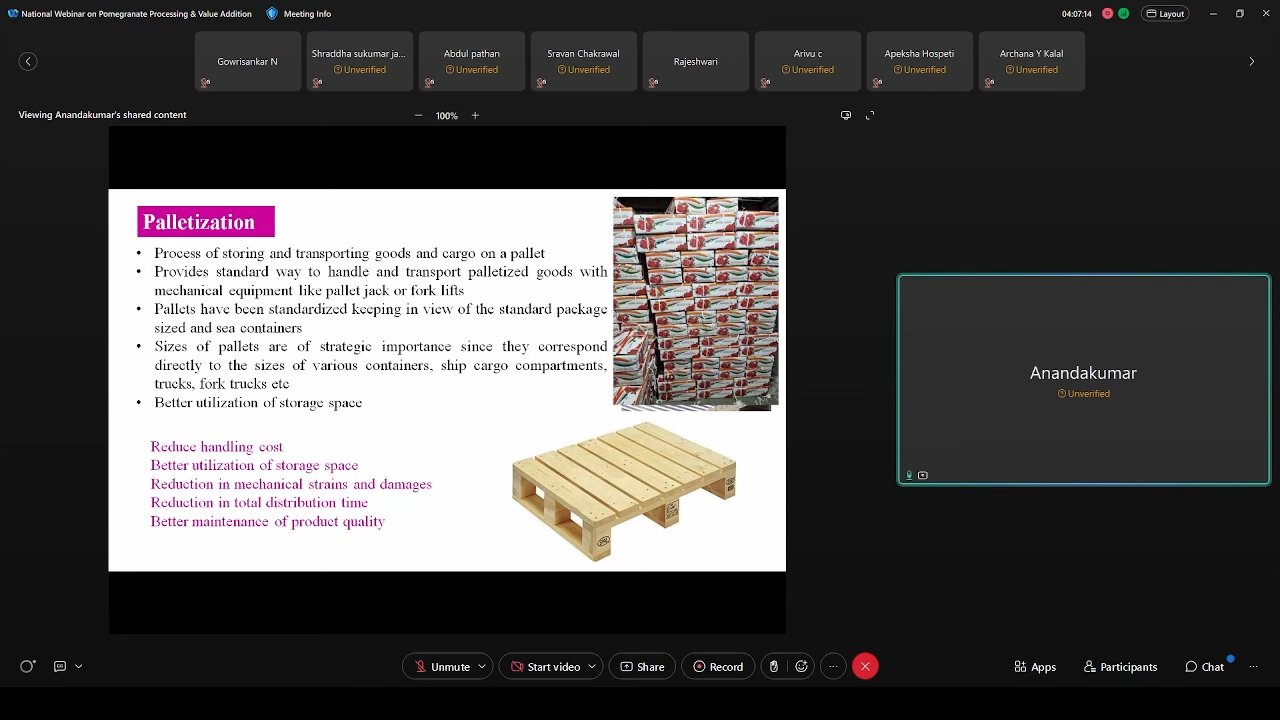 National Webinar on Pomegranate Processing & Value Addition
Meeting Info
04:07:14
Layout
Gowrisankar N
Shraddha sukumar ja...
Unverified
Abdul pathan
Unverified
Sravan Chakrawal
Unverified
Rajeshwari
Arivu c
Unverified
Apeksha Hospeti
Unverified
Archana Y Kalal
Unverified
Viewing Anandakumar's shared content
100%
Palletization
• Process of storing and transporting goods and cargo on a pallet
• Provides standard way to handle and transport palletized goods with
mechanical equipment like pallet jack or fork lifts
• Pallets have been standardized keeping in view of the standard package
sized and sea containers
• Sizes of pallets are of strategic importance since they correspond
directly to the sizes of various containers, ship cargo compartments,
trucks, fork trucks etc
• Better utilization of storage space
Reduce handling cost
Better utilization of storage space
Reduction in mechanical strains and damages
Reduction in total distribution time
Better maintenance of product quality
Anandakumar
Unverified
Unmute
Start video
Share
Record
Apps
Participants
Chat